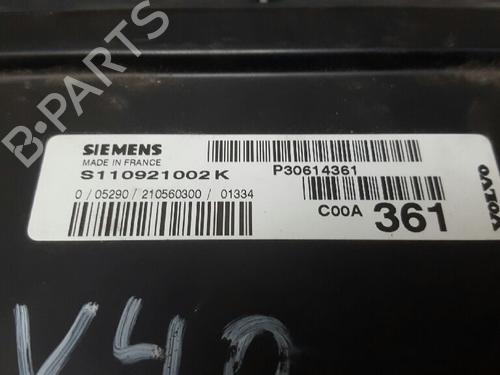 SIEMENS
MADE IN FRANCE
S110921002K
P30614361
0 / 05290 / 210560300 / 01334
C00A 361
VOLVO
V40
B-PARTS